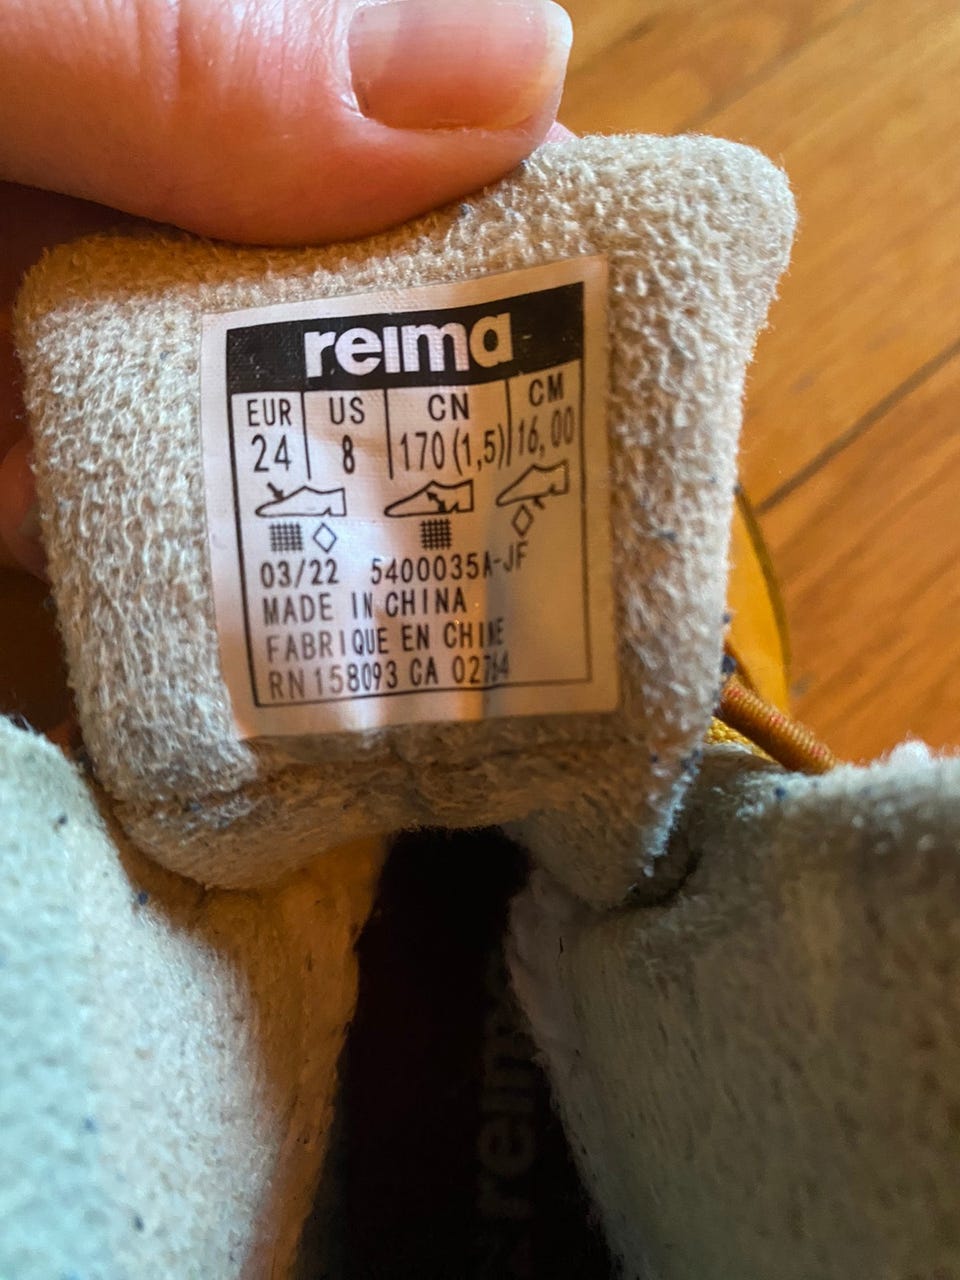 reima
EUR US CN CM
24 8 170 (1,5) 16,00
03/22 5400035A-JF
MADE IN CHINA
FABRIQUE EN CHINE
RN 158093 CA 02764
reima